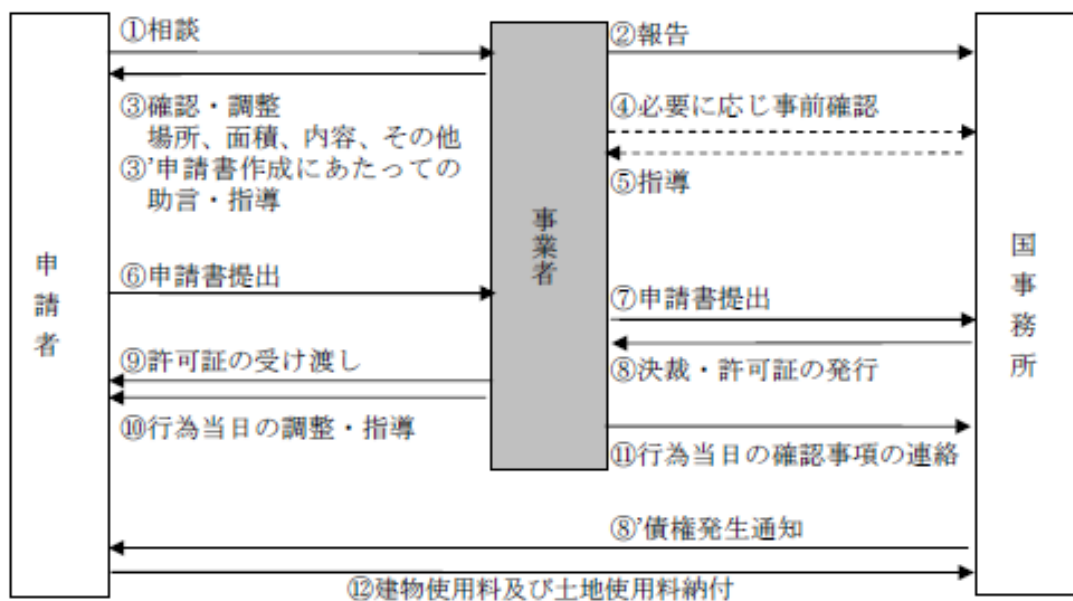 ①相談
②報告
③確認・調整
場所、面積、内容、その他
③'申請書作成にあたっての
助言・指導
④必要に応じ事前確認
⑤指導
申請者
事業者
国事務所
⑥申請書提出
⑦申請書提出
⑧決裁・許可証の発行
⑨許可証の受け渡し
⑩行為当日の調整・指導
⑪行為当日の確認事項の連絡
⑧'債権発生通知
⑫建物使用料及び土地使用料納付